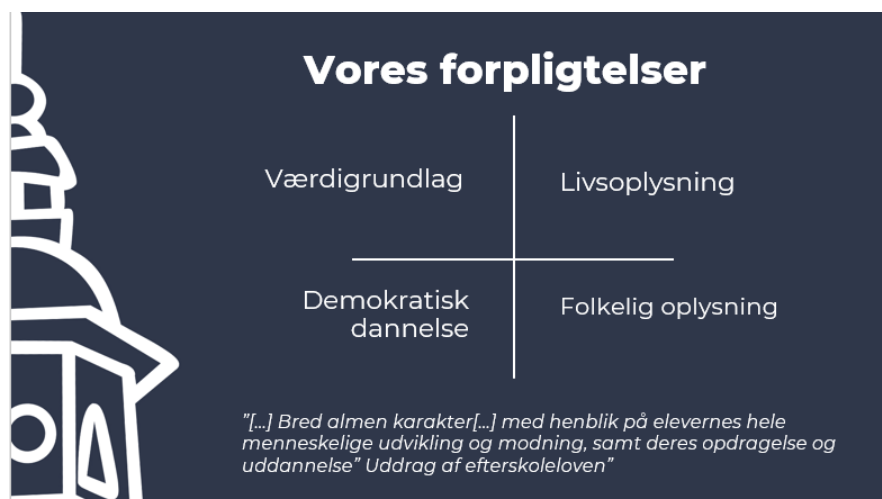 Vores forpligtelser
Værdigrundlag
Livsoplysning
Demokratisk
dannelse
Folkelig oplysning
"[...] Bred almen karakter[...] med henblik på elevernes hele
menneskelige udvikling og modning, samt deres opdragelse og
uddannelse" Uddrag af efterskoleloven"